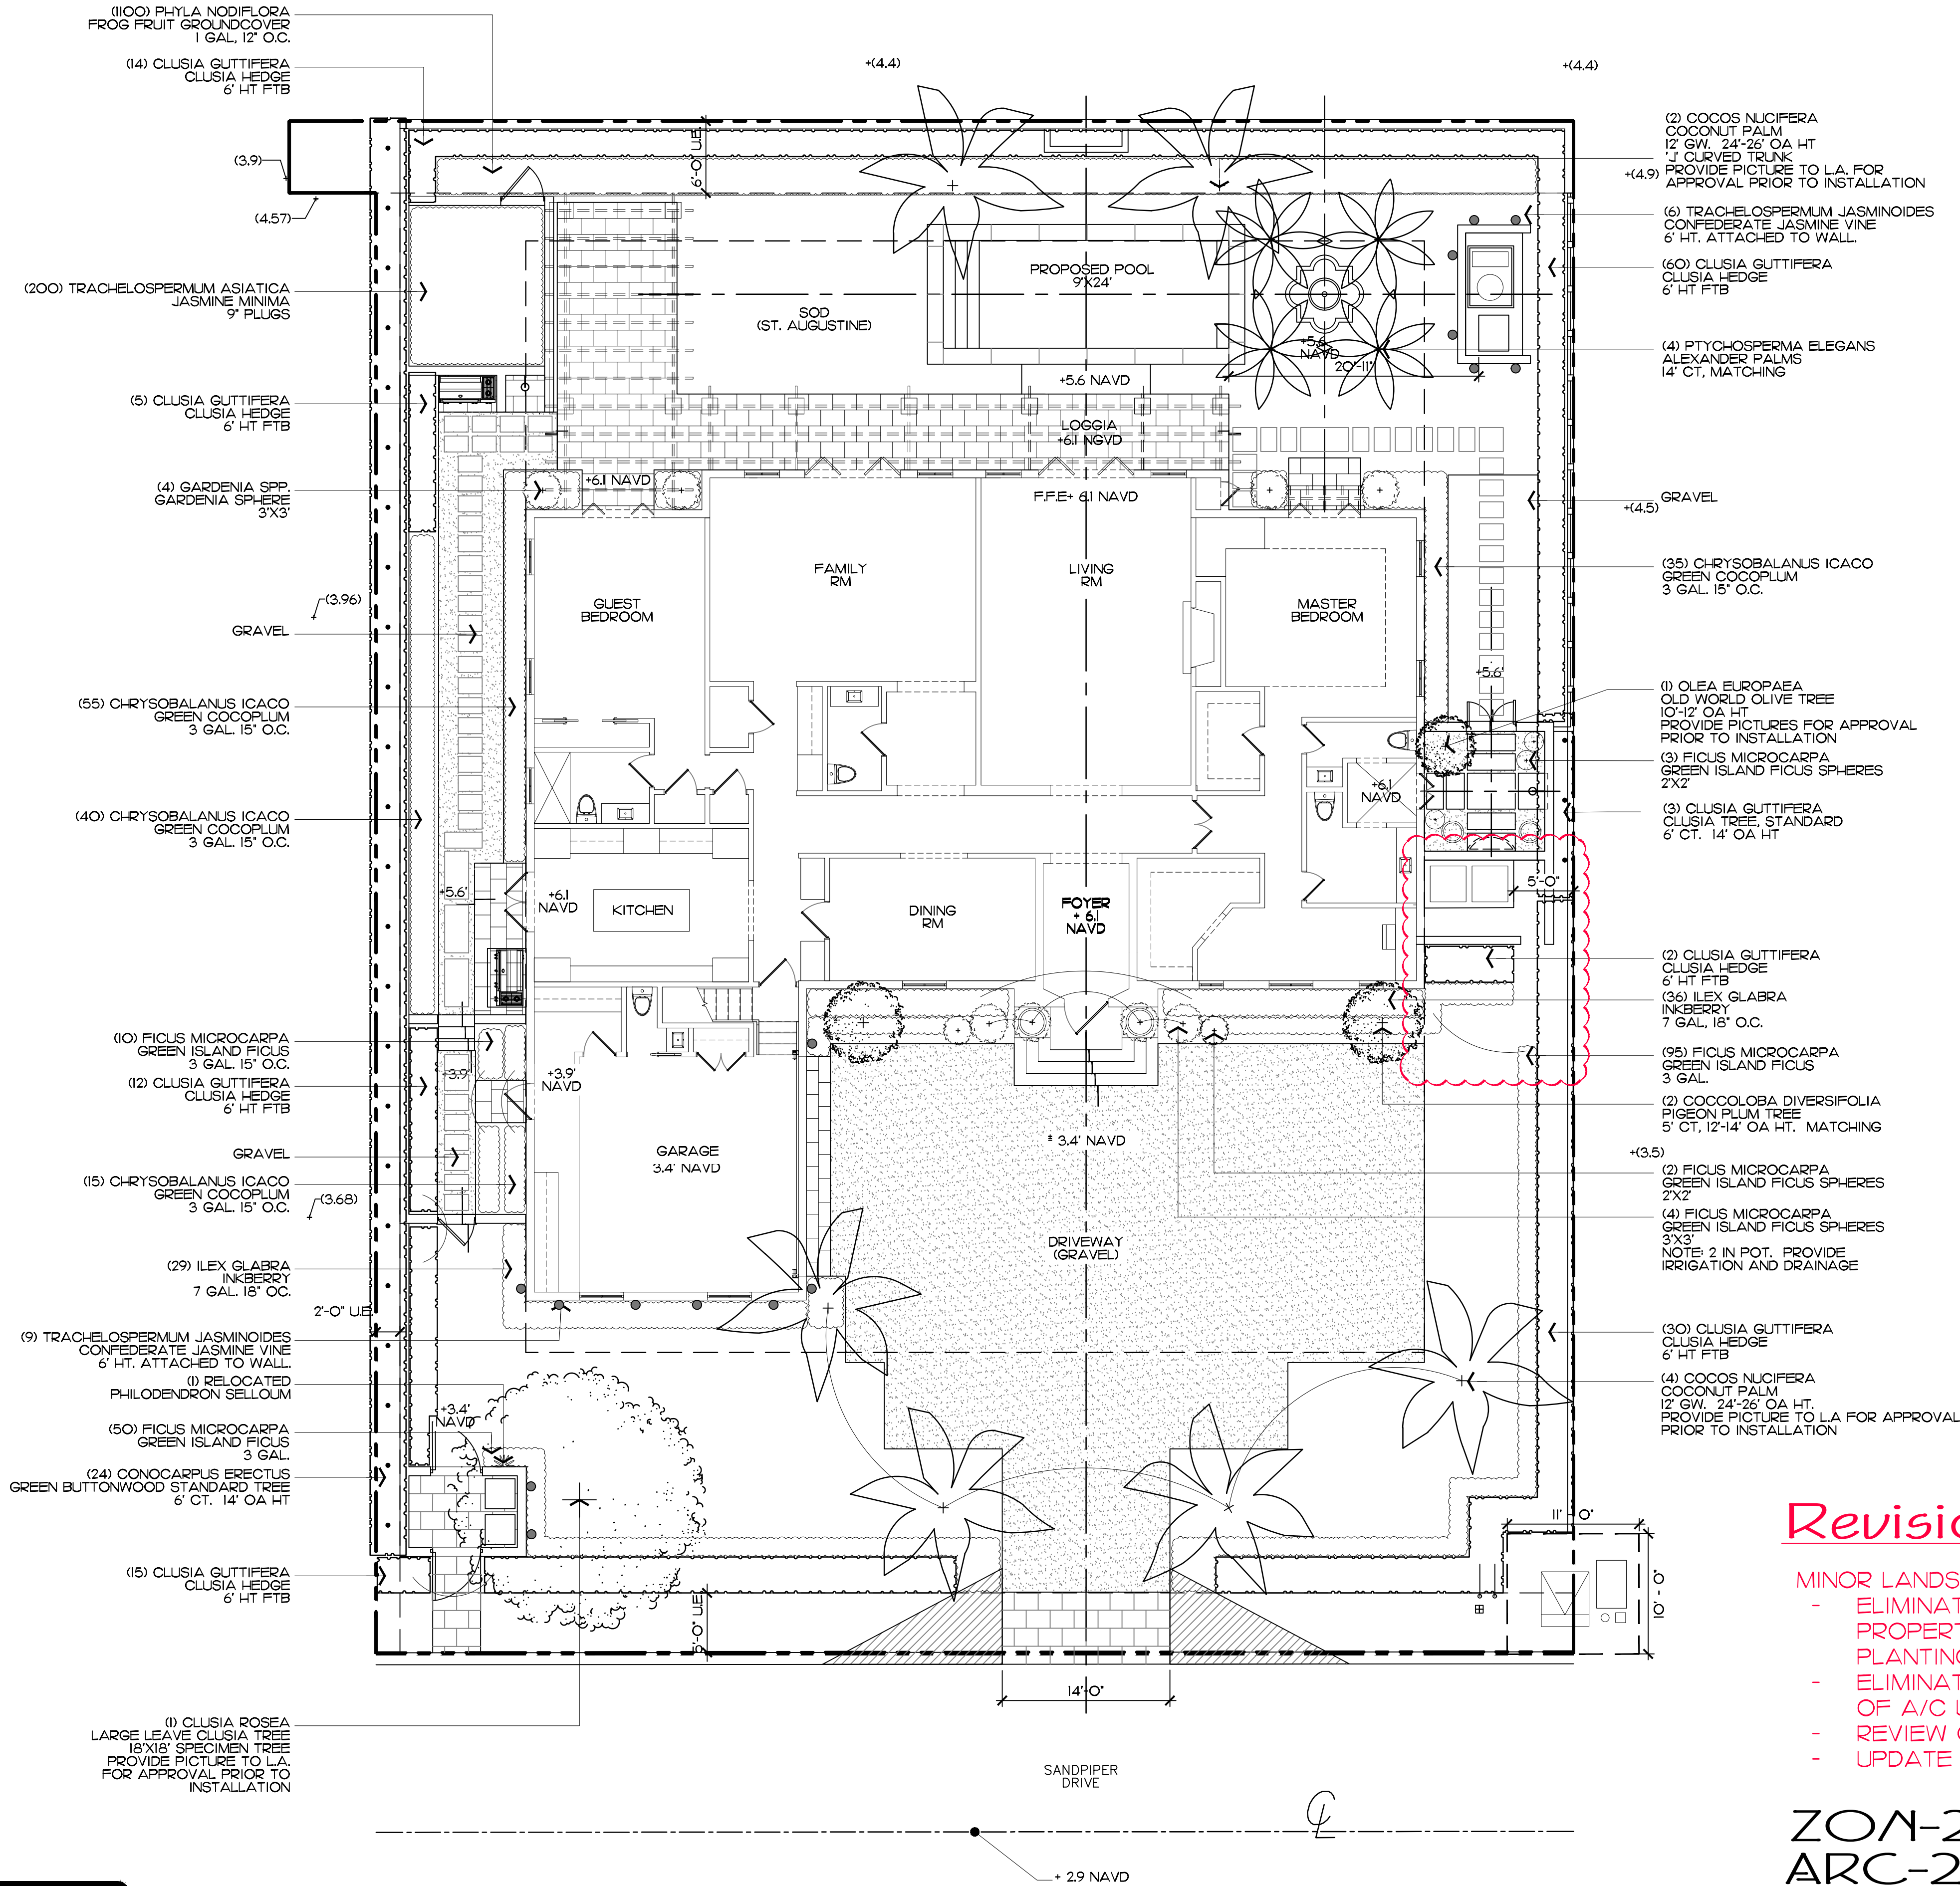 (1100) PHYLA NODIFLORA
FROG FRUIT GROUNDCOVER
1 GAL, 12" O.C.
(14) CLUSIA GUTTIFERA
CLUSIA HEDGE
6' HT FTB
(3.9)
(4.57)
(200) TRACHELOSPERMUM ASIATICA
JASMINE MINIMA
9" PLUGS
(5) CLUSIA GUTTIFERA
CLUSIA HEDGE
6' HT FTB
(4) GARDENIA SPP.
GARDENIA SPHERE
3'X3'
(3.96)
GRAVEL
(55) CHRYSOBALANUS ICACO
GREEN COCOPLUM
3 GAL. 15" O.C.
(40) CHRYSOBALANUS ICACO
GREEN COCOPLUM
3 GAL. 15" O.C.
(10) FICUS MICROCARPA
GREEN ISLAND FICUS
3 GAL. 15" O.C.
(12) CLUSIA GUTTIFERA
CLUSIA HEDGE
6' HT FTB
GRAVEL
(15) CHRYSOBALANUS ICACO
GREEN COCOPLUM
3 GAL. 15" O.C.
(3.68)
(29) ILEX GLABRA
INKBERRY
7 GAL. 18" OC.
2'-0" U.E.
(9) TRACHELOSPERMUM JASMINOIDES
CONFEDERATE JASMINE VINE
6' HT. ATTACHED TO WALL.
(1) RELOCATED
PHILODENDRON SELLOUM
(50) FICUS MICROCARPA
GREEN ISLAND FICUS
3 GAL.
(24) CONOCARPUS ERECTUS
GREEN BUTTONWOOD STANDARD TREE
6' CT. 14' OA HT
(15) CLUSIA GUTTIFERA
CLUSIA HEDGE
6' HT FTB
(1) CLUSIA ROSEA
LARGE LEAVE CLUSIA TREE
18'X18' SPECIMEN TREE
PROVIDE PICTURE TO L.A.
FOR APPROVAL PRIOR TO
INSTALLATION
+(4.4)
+(4.4)
6'-0" U.E.
PROPOSED POOL
9'X24'
SOD
(ST. AUGUSTINE)
+5.6
NAVD
20'-11"
+5.6 NAVD
LOGGIA
+6.1 NGVD
+6.1 NAVD
F.F.E+ 6.1 NAVD
FAMILY
RM
LIVING
RM
GUEST
BEDROOM
MASTER
BEDROOM
+5.6'
+6.1
NAVD
+5.6'
+6.1
NAVD
KITCHEN
DINING
RM
FOYER
+ 6.1
NAVD
5'-0"
+3.9'
+3.9'
NAVD
GARAGE
3.4' NAVD
± 3.4' NAVD
DRIVEWAY
(GRAVEL)
+3.4'
NAVD
5'-0" U.E.
14'-0"
11' - 0"
10' - 0"
SANDPIPER
DRIVE
CL
+ 2.9 NAVD
(2) COCOS NUCIFERA
COCONUT PALM
12' GW. 24'-26' OA HT
'J' CURVED TRUNK
PROVIDE PICTURE TO L.A. FOR
APPROVAL PRIOR TO INSTALLATION
+(4.9)
(6) TRACHELOSPERMUM JASMINOIDES
CONFEDERATE JASMINE VINE
6' HT. ATTACHED TO WALL.
(60) CLUSIA GUTTIFERA
CLUSIA HEDGE
6' HT FTB
(4) PTYCHOSPERMA ELEGANS
ALEXANDER PALMS
14' CT, MATCHING
GRAVEL
+(4.5)
(35) CHRYSOBALANUS ICACO
GREEN COCOPLUM
3 GAL. 15" O.C.
(1) OLEA EUROPAEA
OLD WORLD OLIVE TREE
10'-12' OA HT
PROVIDE PICTURES FOR APPROVAL
PRIOR TO INSTALLATION
(3) FICUS MICROCARPA
GREEN ISLAND FICUS SPHERES
2'X2'
(3) CLUSIA GUTTIFERA
CLUSIA TREE, STANDARD
6' CT. 14' OA HT
(2) CLUSIA GUTTIFERA
CLUSIA HEDGE
6' HT FTB
(36) ILEX GLABRA
INKBERRY
7 GAL, 18" O.C.
(95) FICUS MICROCARPA
GREEN ISLAND FICUS
3 GAL.
(2) COCCOLOBA DIVERSIFOLIA
PIGEON PLUM TREE
5' CT, 12'-14' OA HT. MATCHING
+(3.5)
(2) FICUS MICROCARPA
GREEN ISLAND FICUS SPHERES
2'X2'
(4) FICUS MICROCARPA
GREEN ISLAND FICUS SPHERES
3'X3'
NOTE: 2 IN POT. PROVIDE
IRRIGATION AND DRAINAGE
(30) CLUSIA GUTTIFERA
CLUSIA HEDGE
6' HT FTB
(4) COCOS NUCIFERA
COCONUT PALM
12' GW. 24'-26' OA HT.
PROVIDE PICTURE TO L.A FOR APPROVAL
PRIOR TO INSTALLATION
Revisi
MINOR LANDS
- ELIMINAT
PROPERT
PLANTING
- ELIMINAT
OF A/C
- REVIEW
- UPDATE
ZON-2
ARC-2